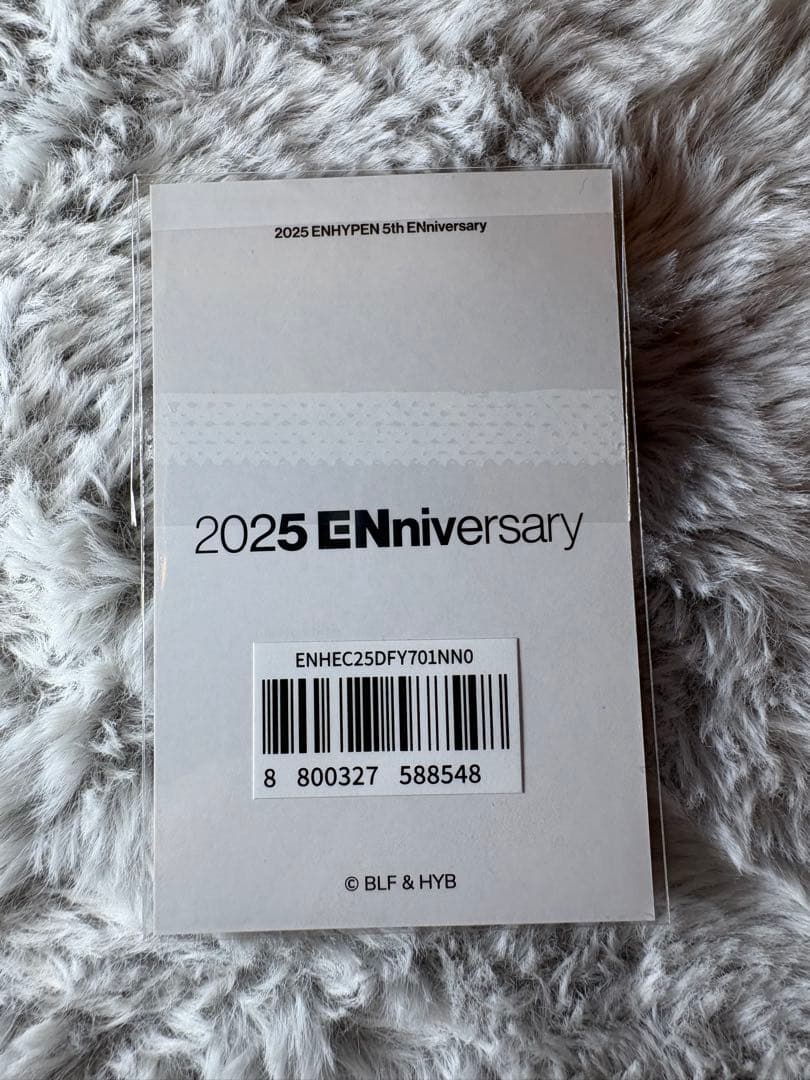 2025 ENHYPEN 5th ENniversary
2025 ENniversary
ENHEC25DFY701NN0
8 800327 588548
© BLF & HYB